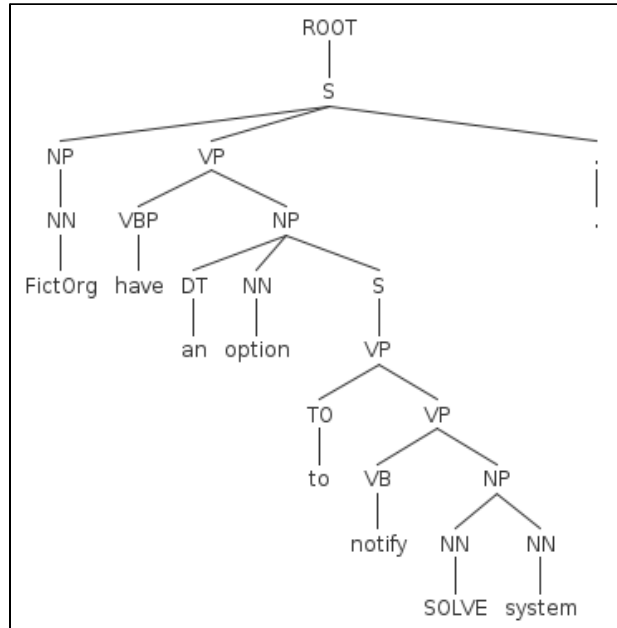 ROOT
S
NP VP .
NN VBP NP .
FictOrg have DT NN S
an option VP
TO VP
to VB NP
notify NN NN
SOLVE system